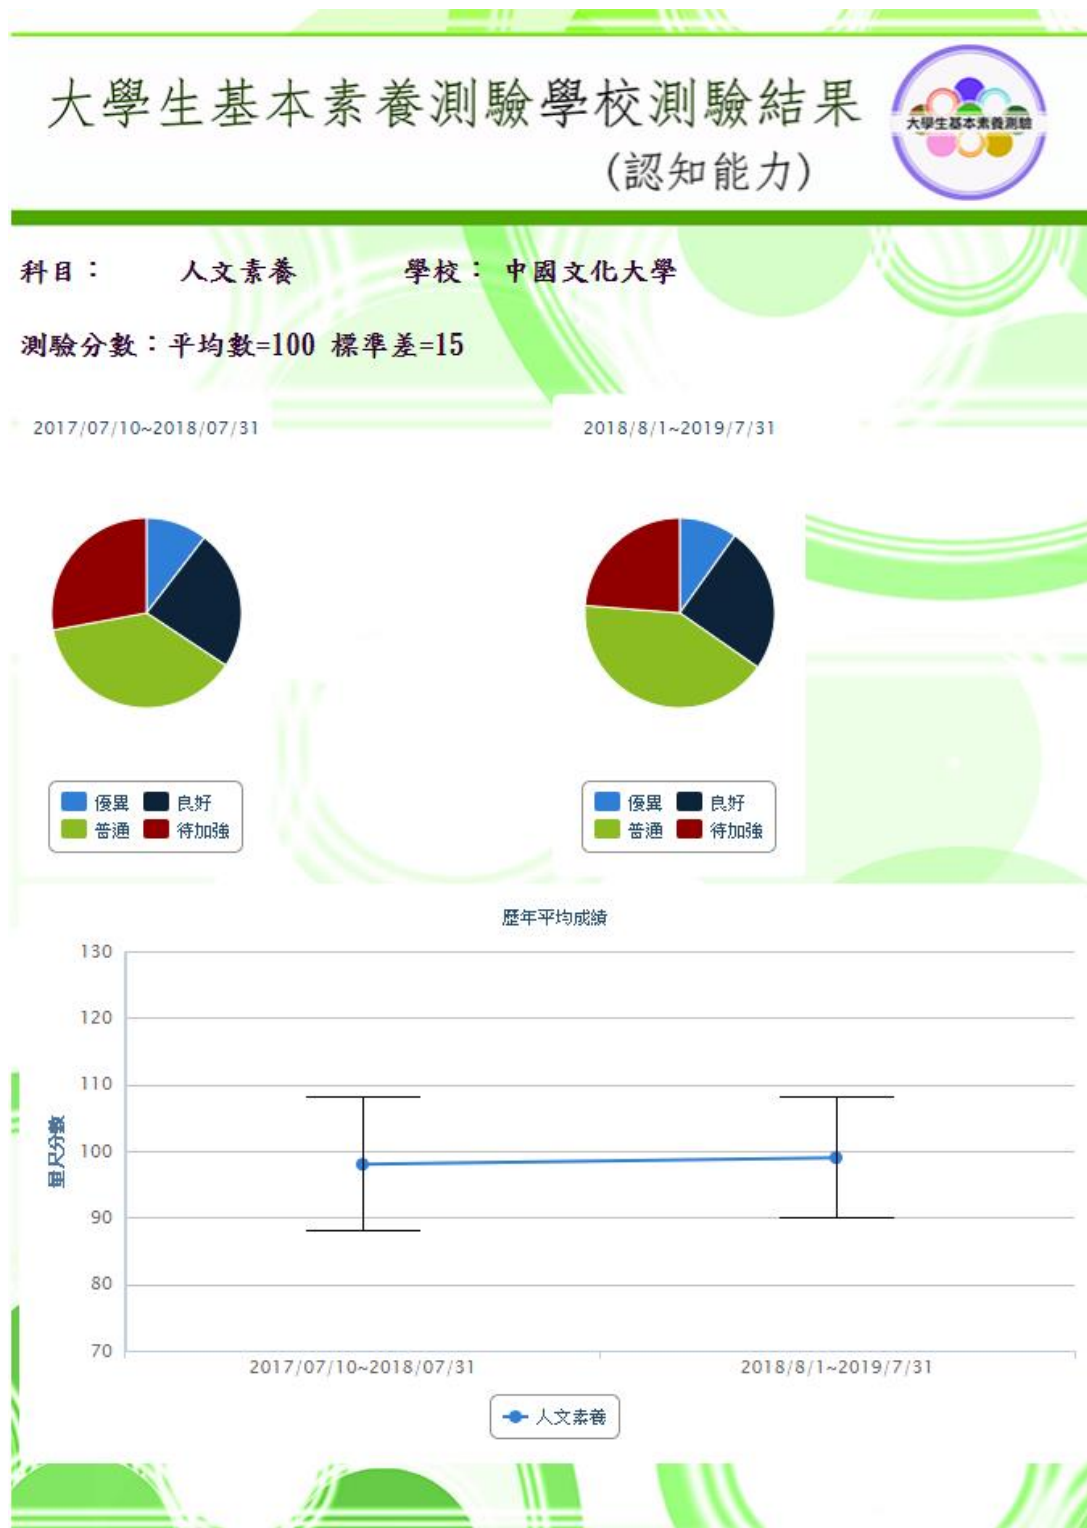 大學生基本素養測驗學校測驗結果
(認知能力)
大學生基本素養測驗
科目： 人文素養 學校： 中國文化大學
測驗分數：平均數=100 標準差=15
2017/07/10~2018/07/31 2018/8/1~2019/7/31
優異 良好 優異 良好
普通 待加強 普通 待加強
歷年平均成績
130
120
110
100
90
80
70
量尺分數
2017/07/10~2018/07/31 2018/8/1~2019/7/31
人文素養